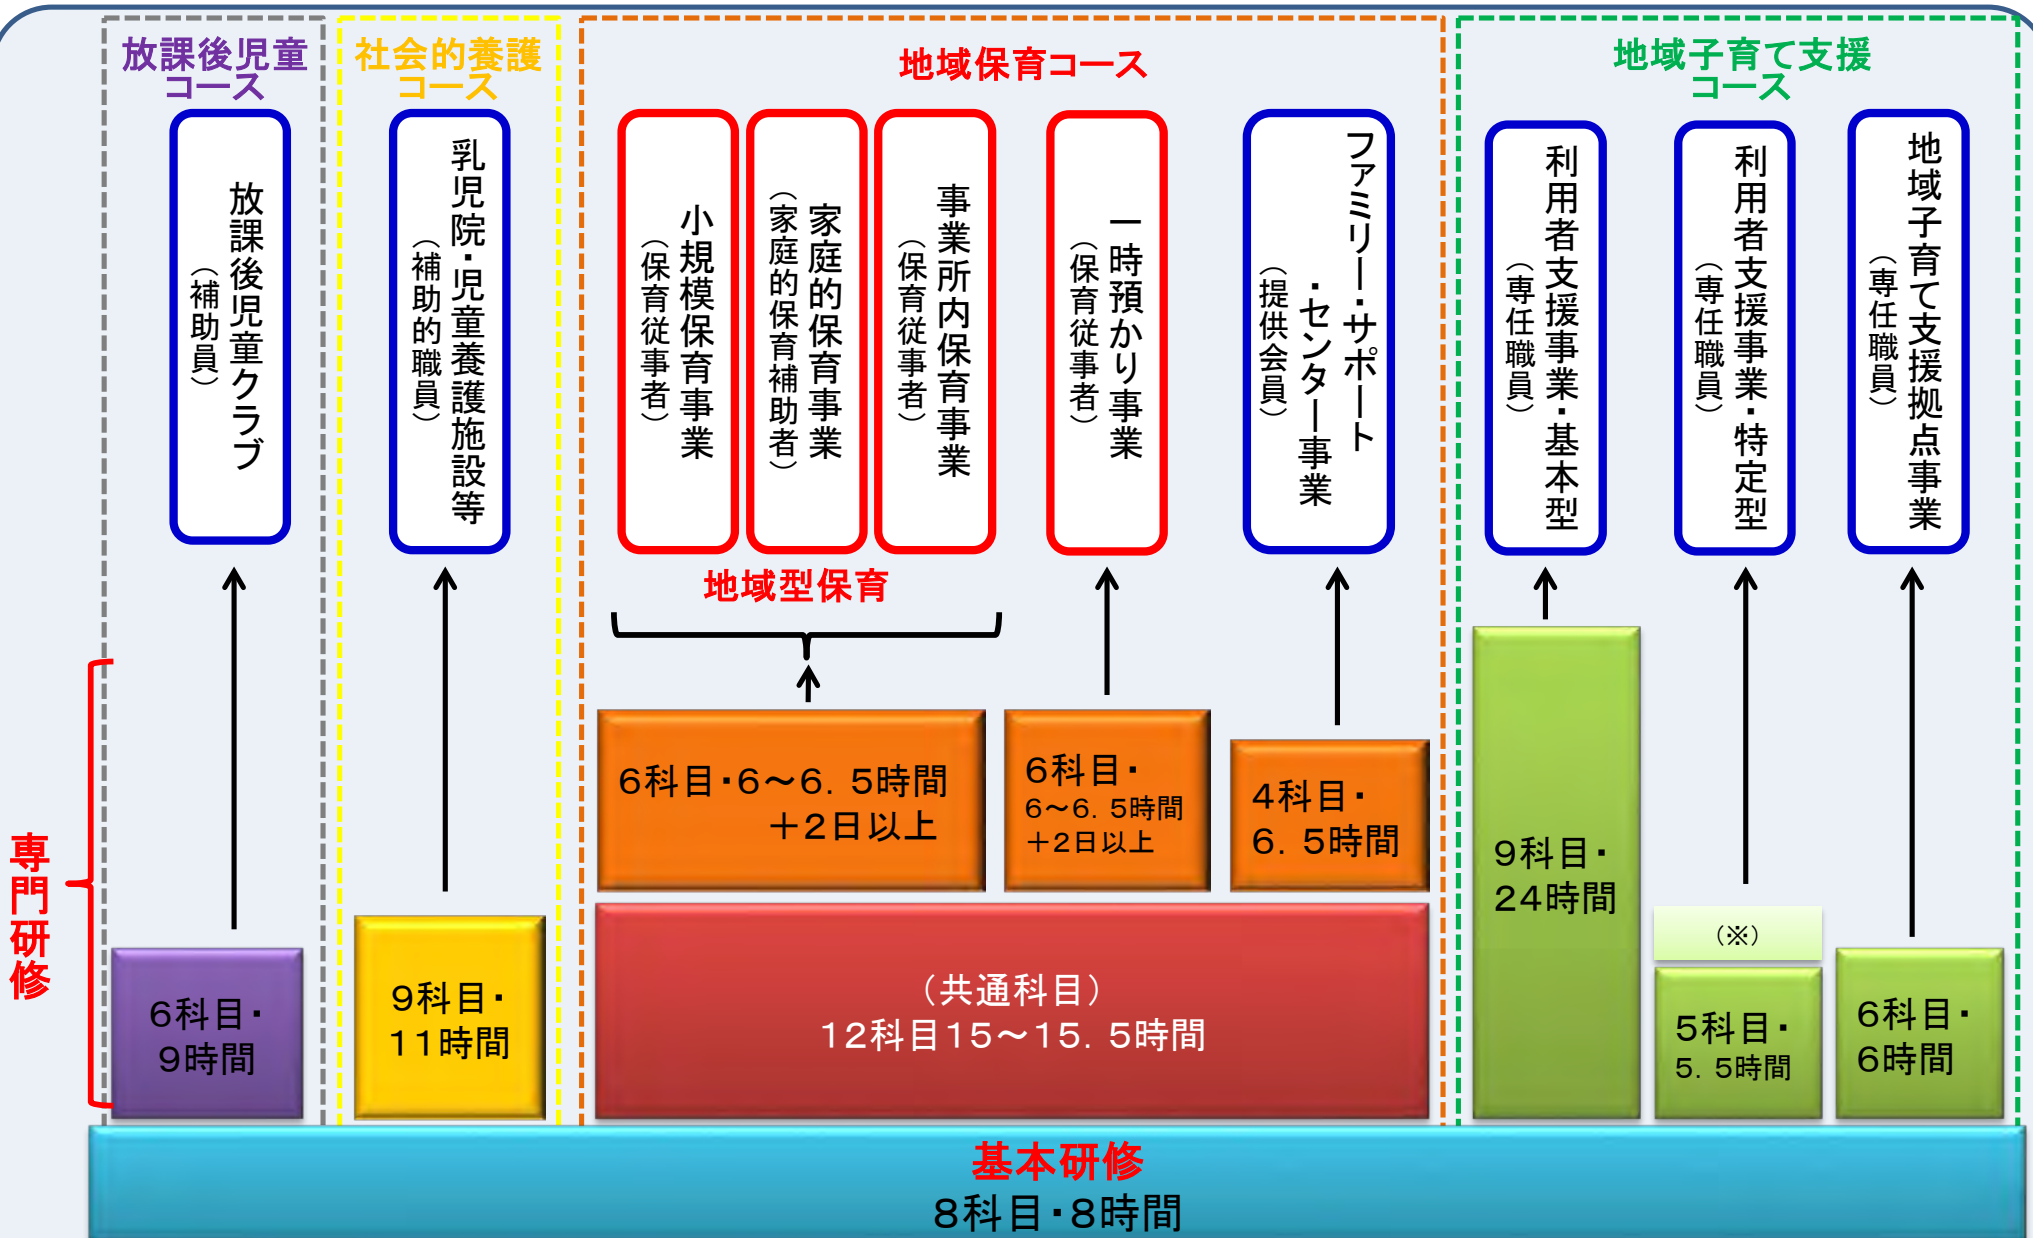 放課後児童
コース
社会的養護
コース
地域保育コース
地域子育て支援
コース
放課後児童クラブ
（補助員）
乳児院・児童養護施設等
（補助的職員）
小規模保育事業
（保育従事者）
家庭的保育事業
（家庭的保育補助者）
事業所内保育事業
（保育従事者）
一時預かり事業
（保育従事者）
ファミリー・サポート
・センター事業
（提供会員）
利用者支援事業・基本型
（専任職員）
利用者支援事業・特定型
（専任職員）
地域子育て支援拠点事業
（専任職員）
地域型保育
専門研修
6科目・
9時間
9科目・
11時間
6科目・6～6．5時間
＋2日以上
6科目・
6～6．5時間
＋2日以上
4科目・
6．5時間
（共通科目）
12科目15～15．5時間
9科目・
24時間
（※）
5科目・
5．5時間
6科目・
6時間
基本研修
8科目・8時間